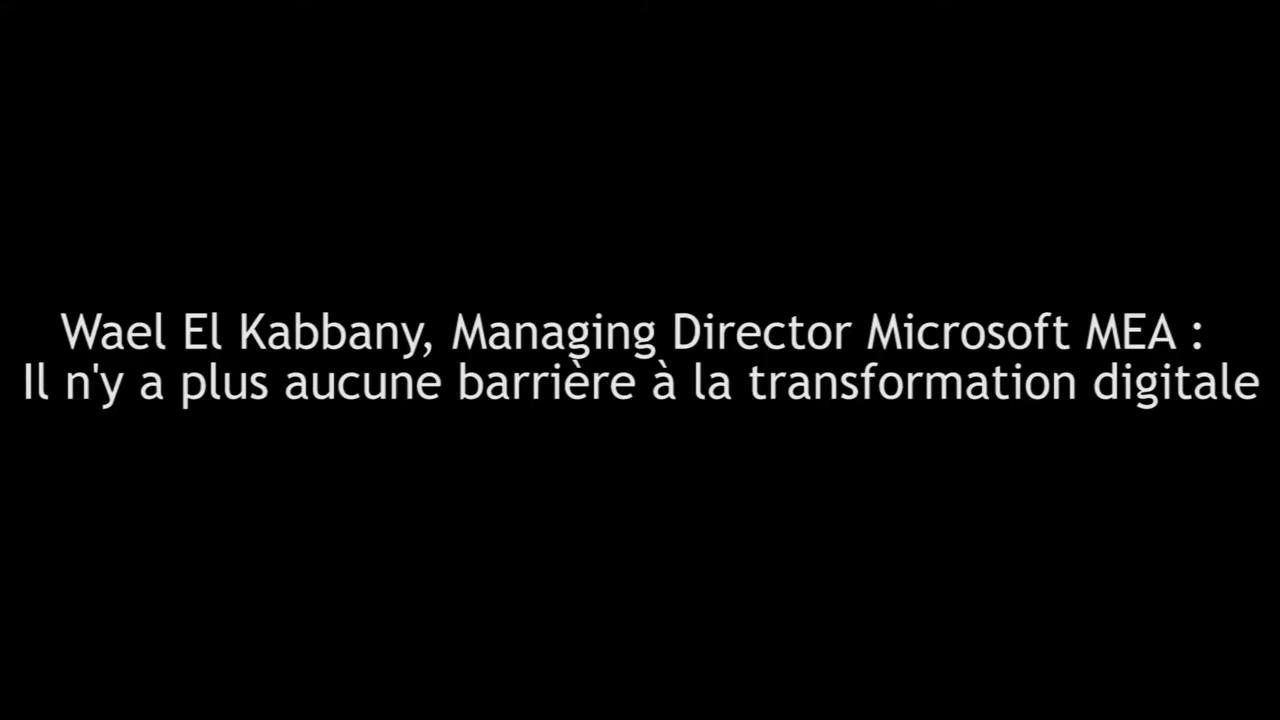 Wael El Kabbany, Managing Director Microsoft MEA :
Il n'y a plus aucune barrière à la transformation digitale